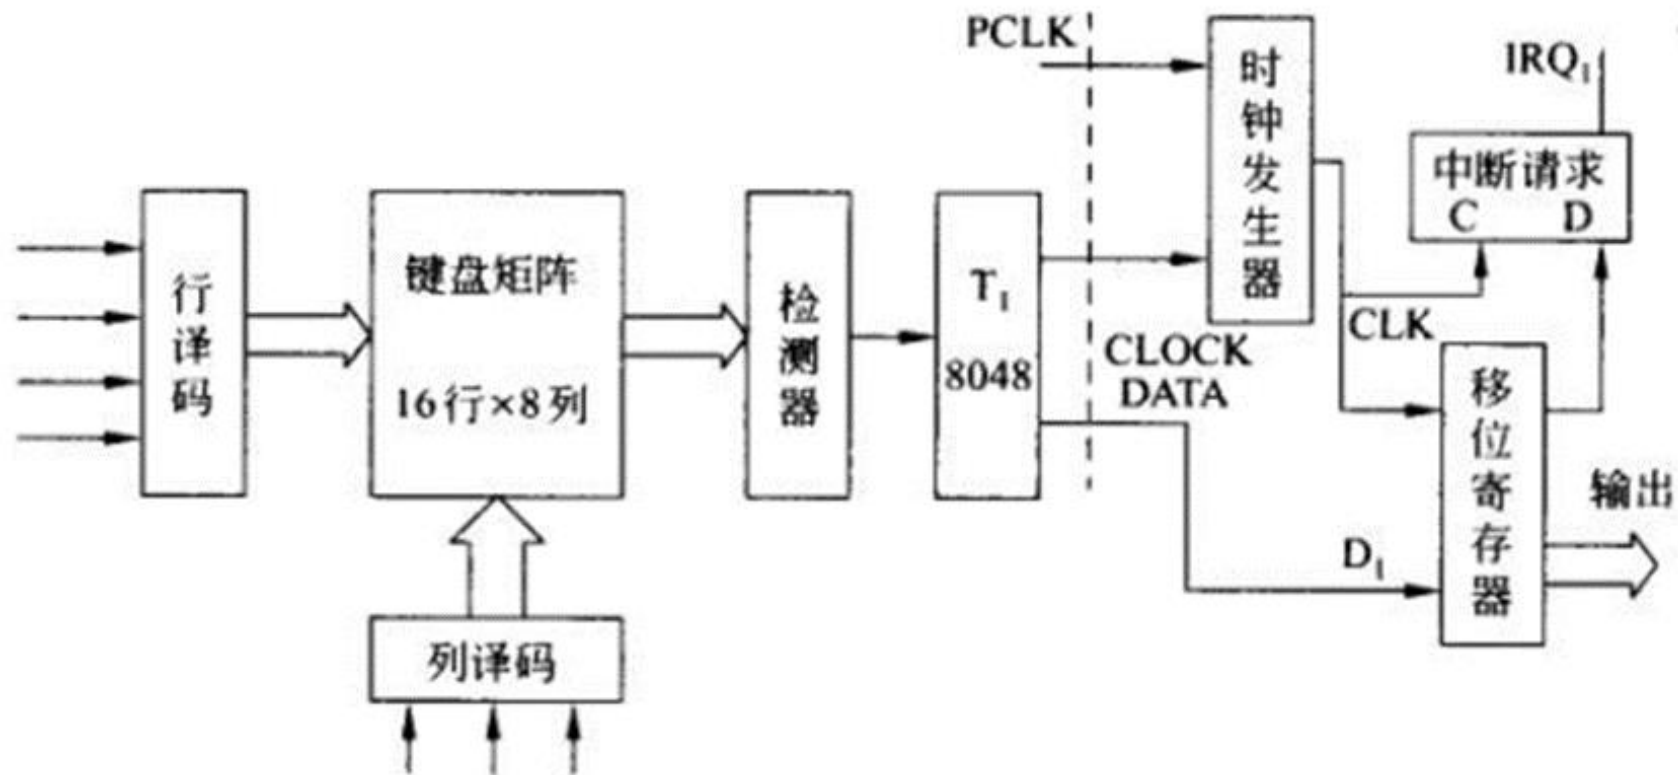 行译码
键盘矩阵
16行×8列
列译码
检测器
T₁
8048
PCLK
CLOCK
DATA
时钟发生器
CLK
D₁
IRQ₁
中断请求
C D
移位寄存器
输出